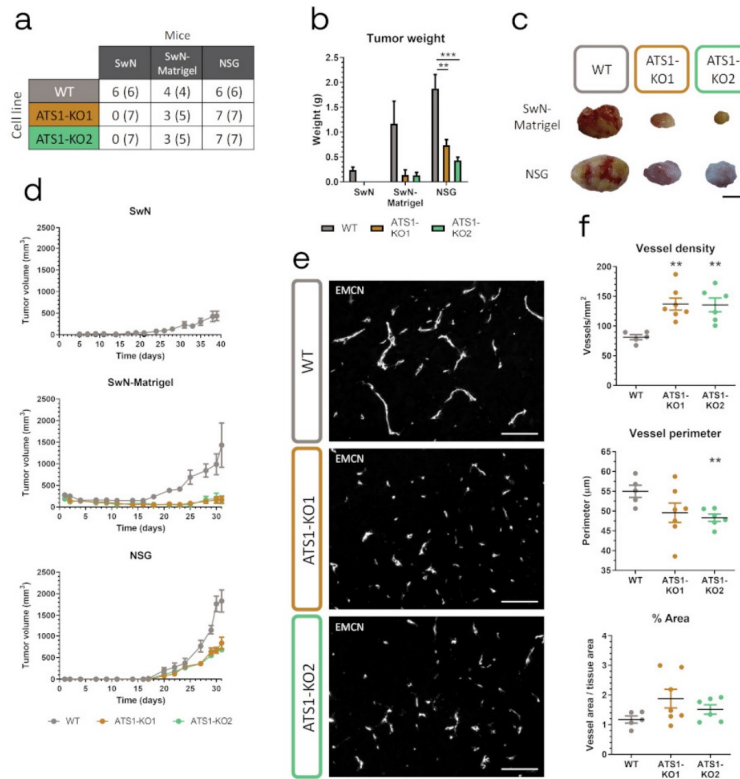 a
Mice
SwN
SwN-
Matrigel
NSG
Cell line
WT
6 (6)
4 (4)
6 (6)
ATS1-KO1
0 (7)
3 (5)
7 (7)
ATS1-KO2
0 (7)
3 (5)
7 (7)
b
Tumor weight
***
**
Weight (g)
2.5
2.0
1.5
1.0
0.5
0.0
SwN
SwN-
Matrigel
NSG
WT
ATS1-
KO1
ATS1-
KO2
c
WT
ATS1-
KO1
ATS1-
KO2
SwN-
Matrigel
NSG
d
SwN
Tumor volume (mm³)
2500
2000
1500
1000
500
0
0 5 10 15 20 25 30 35 40
Time (days)
SwN-Matrigel
Tumor volume (mm³)
2500
2000
1500
1000
500
0
0 5 10 15 20 25 30
Time (days)
NSG
Tumor volume (mm³)
2500
2000
1500
1000
500
0
0 5 10 15 20 25 30
Time (days)
WT
ATS1-KO1
ATS1-KO2
e
WT
EMCN
ATS1-KO1
EMCN
ATS1-KO2
EMCN
f
Vessel density
** **
Vessels/mm²
200
150
100
50
0
WT
ATS1-
KO1
ATS1-
KO2
Vessel perimeter
**
Perimeter (µm)
65
60
55
50
45
40
35
WT
ATS1-
KO1
ATS1-
KO2
% Area
Vessel area / tissue area
4
3
2
1
0
WT
ATS1-
KO1
ATS1-
KO2